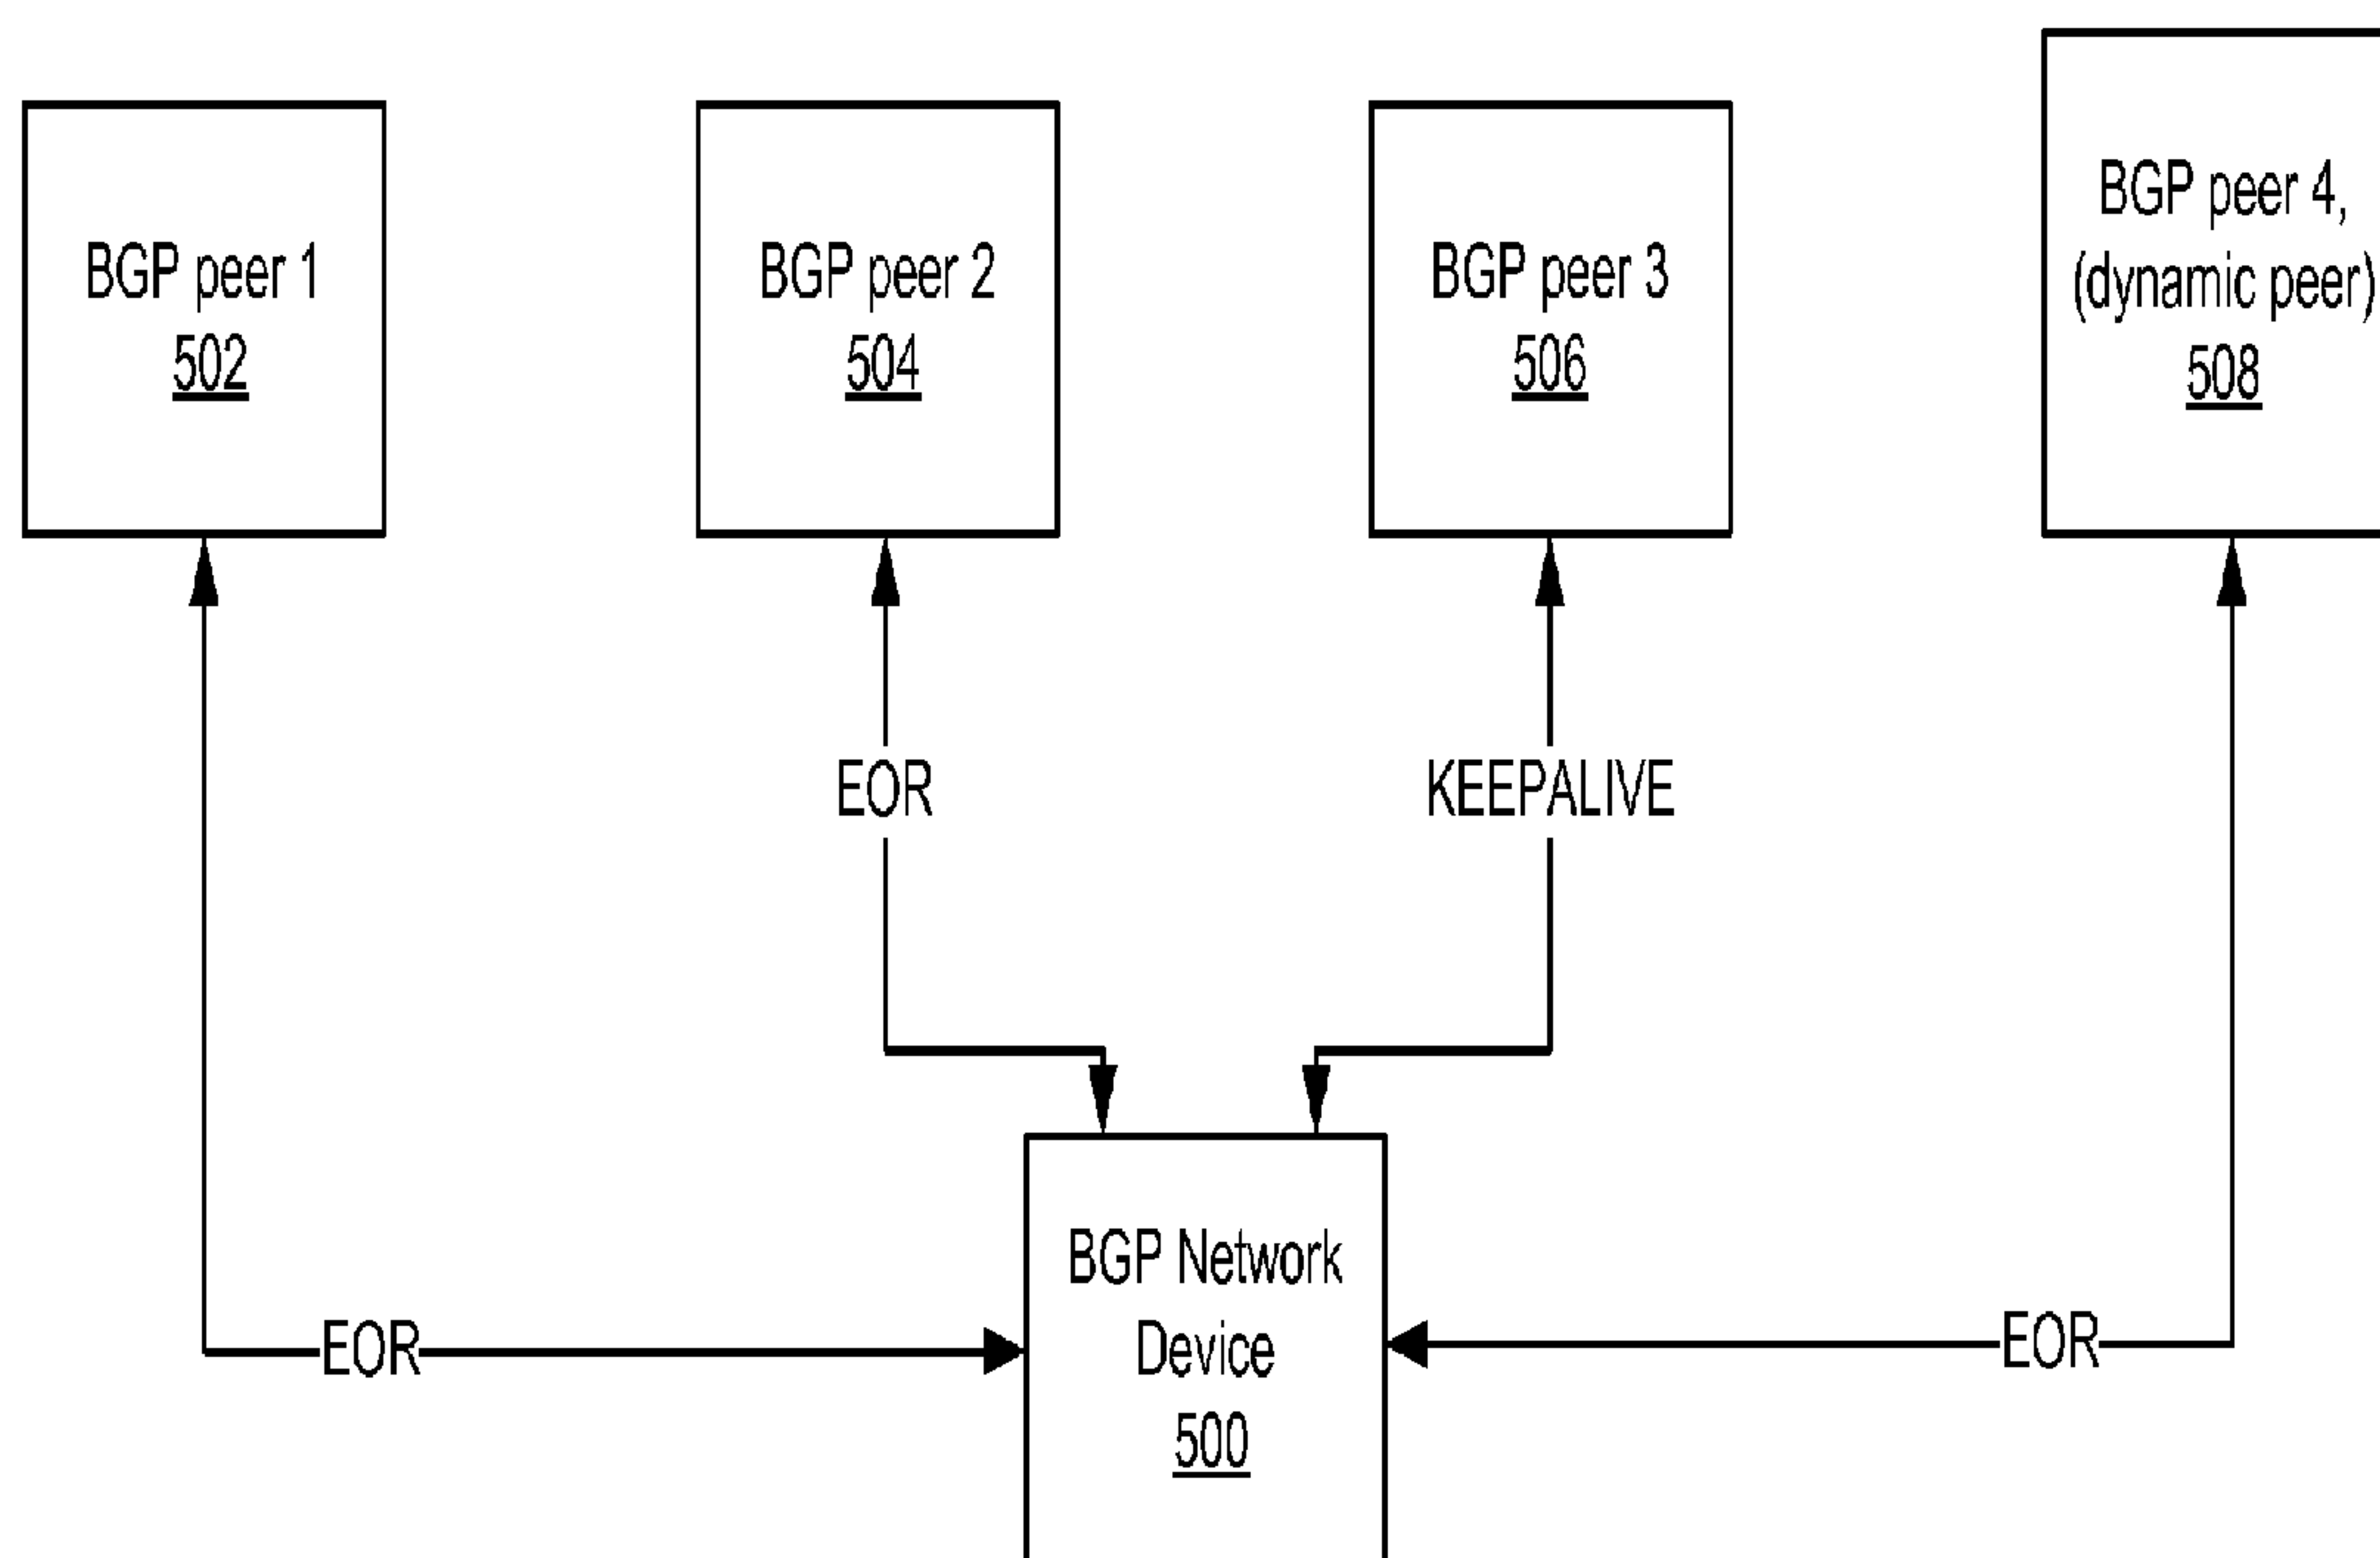 BGP peer 1
502
BGP peer 2
504
BGP peer 3
506
BGP peer 4,
(dynamic peer)
508
EOR
KEEPALIVE
EOR
EOR
BGP Network
Device
500